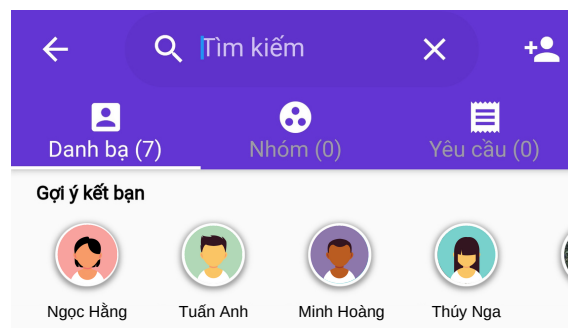 Tìm kiếm
Danh bạ (7)
Nhóm (0)
Yêu cầu (0)
Gợi ý kết bạn
Ngọc Hằng
Tuấn Anh
Minh Hoàng
Thúy Nga